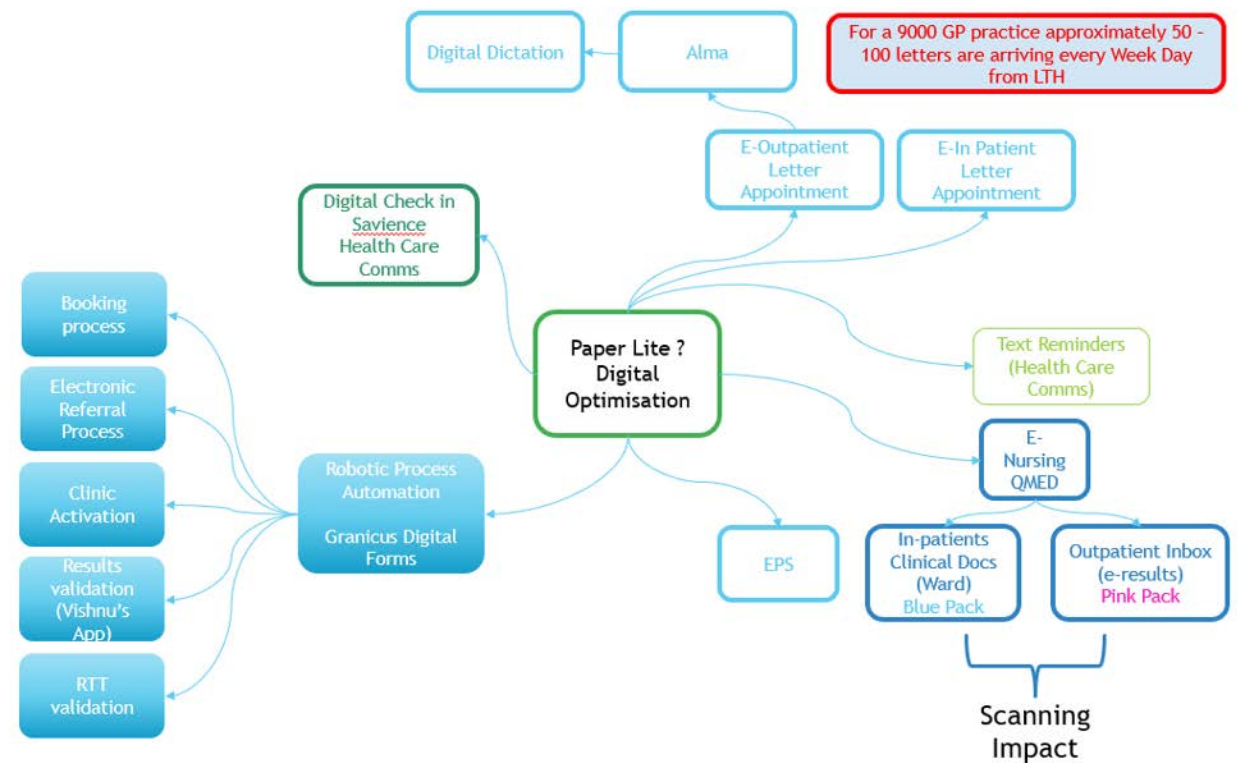 Digital Dictation
Alma
For a 9000 GP practice approximately 50 -
100 letters are arriving every Week Day
from LTH
E-Outpatient
Letter
Appointment
E-In Patient
Letter
Appointment
Digital Check in
Savience
Health Care
Comms
Booking
process
Electronic
Referral
Process
Clinic
Activation
Results
validation
(Vishnu's
App)
RTT
validation
Robotic Process
Automation
Granicus Digital
Forms
Paper Lite ?
Digital
Optimisation
Text Reminders
(Health Care
Comms)
E-
Nursing
QMED
EPS
In-patients
Clinical Docs
(Ward)
Blue Pack
Outpatient Inbox
(e-results)
Pink Pack
Scanning
Impact